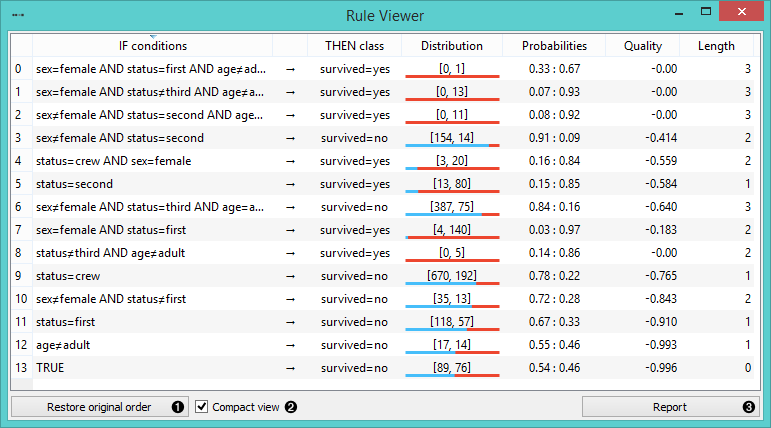 Rule Viewer
IF conditions THEN class Distribution Probabilities Quality Length
0 sex=female AND status=first AND age≠ad... → survived=yes [0, 1] 0.33 : 0.67 -0.00 3
1 sex≠female AND status≠third AND age≠a... → survived=yes [0, 13] 0.07 : 0.93 -0.00 3
2 sex≠female AND status=second AND age... → survived=yes [0, 11] 0.08 : 0.92 -0.00 3
3 sex≠female AND status=second → survived=no [154, 14] 0.91 : 0.09 -0.414 2
4 status=crew AND sex=female → survived=yes [3, 20] 0.16 : 0.84 -0.559 2
5 status=second → survived=yes [13, 80] 0.15 : 0.85 -0.584 1
6 sex≠female AND status=third AND age=a... → survived=no [387, 75] 0.84 : 0.16 -0.640 3
7 sex=female AND status=first → survived=yes [4, 140] 0.03 : 0.97 -0.183 2
8 status≠third AND age≠adult → survived=yes [0, 5] 0.14 : 0.86 -0.00 2
9 status=crew → survived=no [670, 192] 0.78 : 0.22 -0.765 1
10 sex≠female AND status≠first → survived=no [35, 13] 0.72 : 0.28 -0.843 2
11 status=first → survived=no [118, 57] 0.67 : 0.33 -0.910 1
12 age≠adult → survived=no [17, 14] 0.55 : 0.46 -0.993 1
13 TRUE → survived=no [89, 76] 0.54 : 0.46 -0.996 0
Restore original order 1 Compact view 2 Report 3